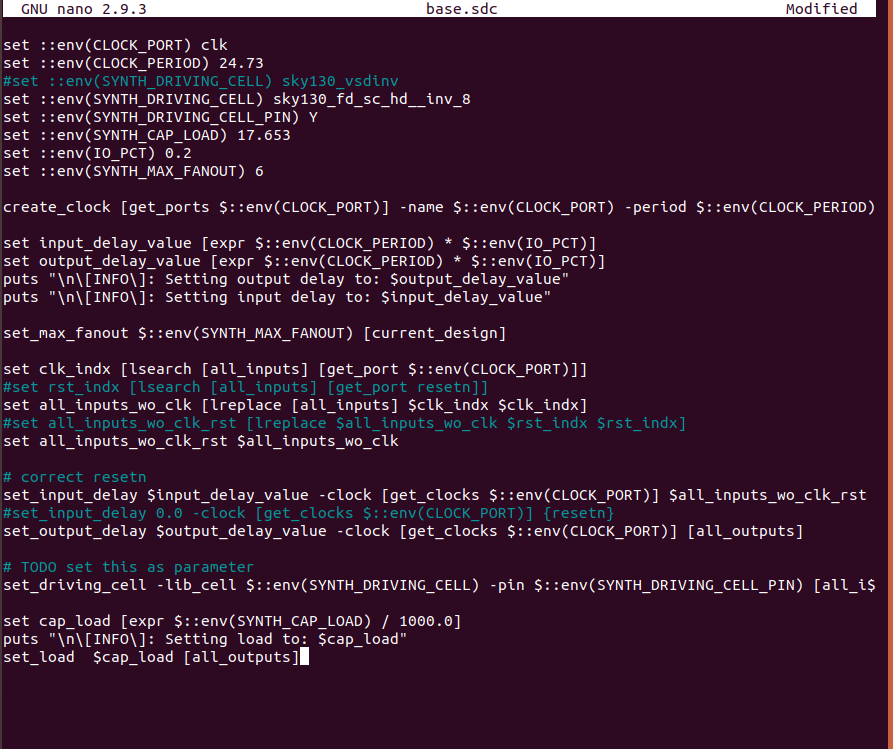 GNU nano 2.9.3 base.sdc Modified
set ::env(CLOCK_PORT) clk
set ::env(CLOCK_PERIOD) 24.73
#set ::env(SYNTH_DRIVING_CELL) sky130_vsdinv
set ::env(SYNTH_DRIVING_CELL) sky130_fd_sc_hd__inv_8
set ::env(SYNTH_DRIVING_CELL_PIN) Y
set ::env(SYNTH_CAP_LOAD) 17.653
set ::env(IO_PCT) 0.2
set ::env(SYNTH_MAX_FANOUT) 6
create_clock [get_ports $::env(CLOCK_PORT)] -name $::env(CLOCK_PORT) -period $::env(CLOCK_PERIOD)
set input_delay_value [expr $::env(CLOCK_PERIOD) * $::env(IO_PCT)]
set output_delay_value [expr $::env(CLOCK_PERIOD) * $::env(IO_PCT)]
puts "\n\[INFO\]: Setting output delay to: $output_delay_value"
puts "\n\[INFO\]: Setting input delay to: $input_delay_value"
set_max_fanout $::env(SYNTH_MAX_FANOUT) [current_design]
set clk_indx [lsearch [all_inputs] [get_port $::env(CLOCK_PORT)]]
#set rst_indx [lsearch [all_inputs] [get_port resetn]]
set all_inputs_wo_clk [lreplace [all_inputs] $clk_indx $clk_indx]
#set all_inputs_wo_clk_rst [lreplace $all_inputs_wo_clk $rst_indx $rst_indx]
set all_inputs_wo_clk_rst $all_inputs_wo_clk
# correct resetn
set_input_delay $input_delay_value -clock [get_clocks $::env(CLOCK_PORT)] $all_inputs_wo_clk_rst
#set_input_delay 0.0 -clock [get_clocks $::env(CLOCK_PORT)] {resetn}
set_output_delay $output_delay_value -clock [get_clocks $::env(CLOCK_PORT)] [all_outputs]
# TODO set this as parameter
set_driving_cell -lib_cell $::env(SYNTH_DRIVING_CELL) -pin $::env(SYNTH_DRIVING_CELL_PIN) [all_i$
set cap_load [expr $::env(SYNTH_CAP_LOAD) / 1000.0]
puts "\n\[INFO\]: Setting load to: $cap_load"
set_load  $cap_load [all_outputs]